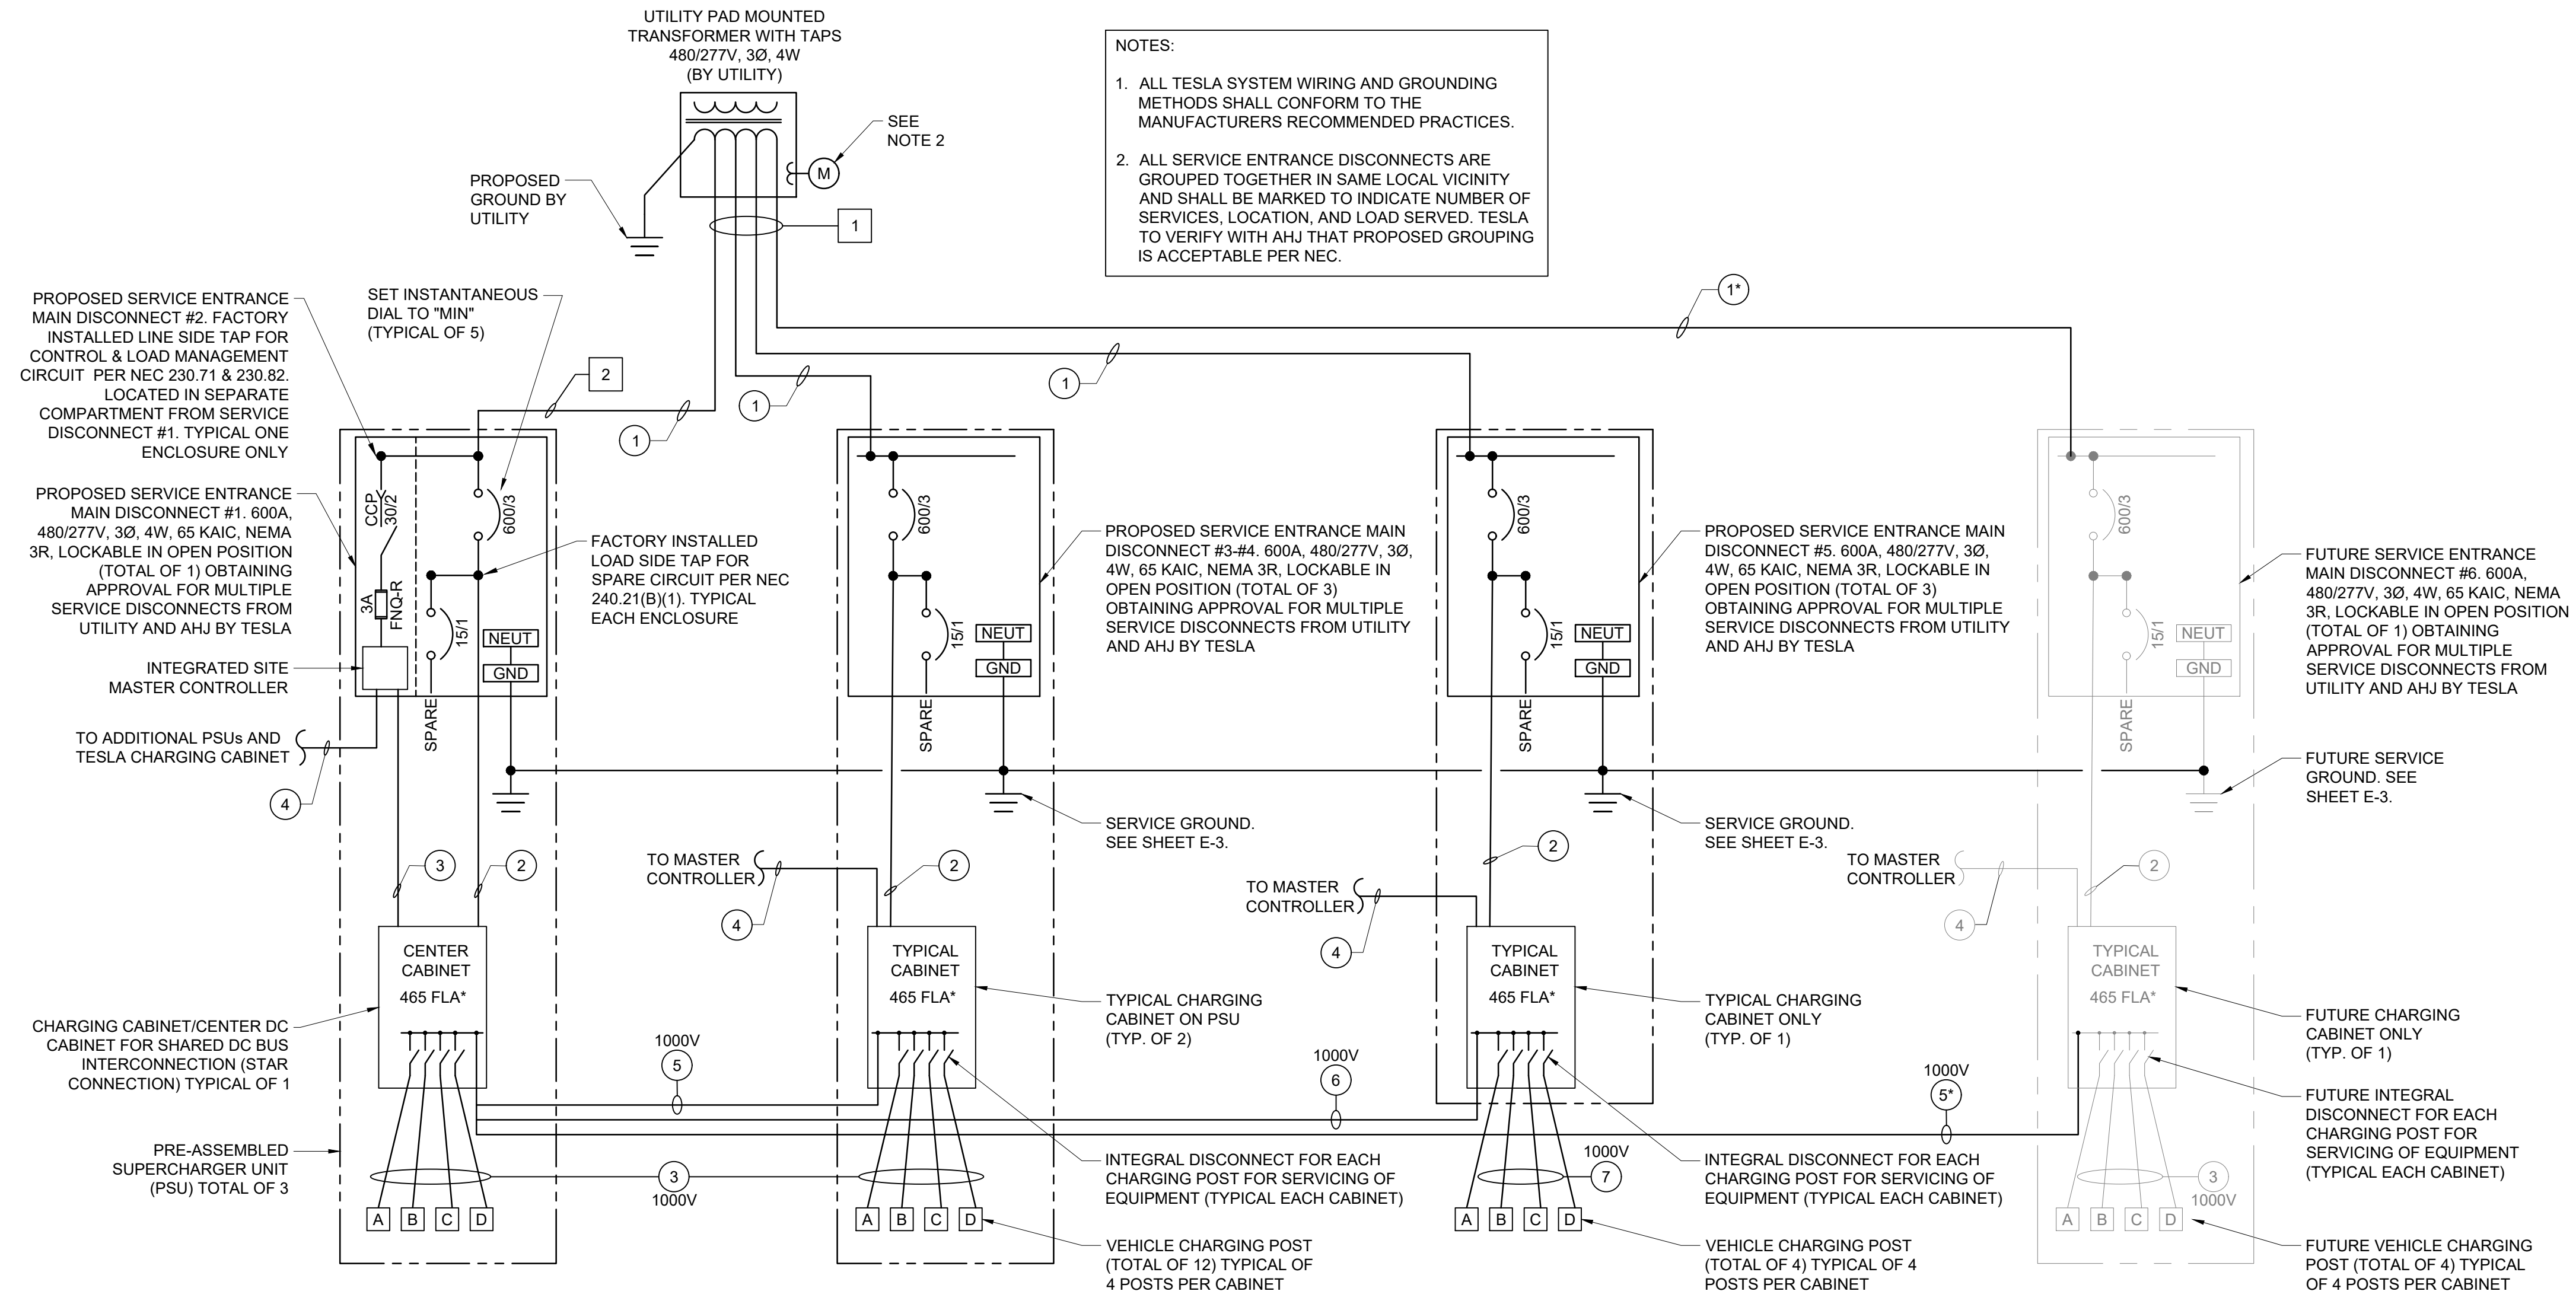 UTILITY PAD MOUNTED
TRANSFORMER WITH TAPS
480/277V, 3Ø, 4W
(BY UTILITY)
M
SEE
NOTE 2
PROPOSED
GROUND BY
UTILITY
1
NOTES:
1. ALL TESLA SYSTEM WIRING AND GROUNDING
METHODS SHALL CONFORM TO THE
MANUFACTURERS RECOMMENDED PRACTICES.
2. ALL SERVICE ENTRANCE DISCONNECTS ARE
GROUPED TOGETHER IN SAME LOCAL VICINITY
AND SHALL BE MARKED TO INDICATE NUMBER OF
SERVICES, LOCATION, AND LOAD SERVED. TESLA
TO VERIFY WITH AHJ THAT PROPOSED GROUPING
IS ACCEPTABLE PER NEC.
1*
PROPOSED SERVICE ENTRANCE
MAIN DISCONNECT #2. FACTORY
INSTALLED LINE SIDE TAP FOR
CONTROL & LOAD MANAGEMENT
CIRCUIT PER NEC 230.71 & 230.82.
LOCATED IN SEPARATE
COMPARTMENT FROM SERVICE
DISCONNECT #1. TYPICAL ONE
ENCLOSURE ONLY
SET INSTANTANEOUS
DIAL TO "MIN"
(TYPICAL OF 5)
2
1
1
1
PROPOSED SERVICE ENTRANCE
MAIN DISCONNECT #1. 600A,
480/277V, 3Ø, 4W, 65 KAIC, NEMA
3R, LOCKABLE IN OPEN POSITION
(TOTAL OF 1) OBTAINING
APPROVAL FOR MULTIPLE
SERVICE DISCONNECTS FROM
UTILITY AND AHJ BY TESLA
INTEGRATED SITE
MASTER CONTROLLER
TO ADDITIONAL PSUs AND
TESLA CHARGING CABINET
4
CCP
30/2
3A
FNQ-R
600/3
15/1
SPARE
NEUT
GND
FACTORY INSTALLED
LOAD SIDE TAP FOR
SPARE CIRCUIT PER NEC
240.21(B)(1). TYPICAL
EACH ENCLOSURE
3
2
CENTER
CABINET
465 FLA*
CHARGING CABINET/CENTER DC
CABINET FOR SHARED DC BUS
INTERCONNECTION (STAR
CONNECTION) TYPICAL OF 1
PRE-ASSEMBLED
SUPERCHARGER UNIT
(PSU) TOTAL OF 3
A B C D
1000V
5
3
1000V
600/3
15/1
SPARE
NEUT
GND
PROPOSED SERVICE ENTRANCE MAIN
DISCONNECT #3-#4. 600A, 480/277V, 3Ø,
4W, 65 KAIC, NEMA 3R, LOCKABLE IN
OPEN POSITION (TOTAL OF 3)
OBTAINING APPROVAL FOR MULTIPLE
SERVICE DISCONNECTS FROM UTILITY
AND AHJ BY TESLA
SERVICE GROUND.
SEE SHEET E-3.
TO MASTER
CONTROLLER
4
2
TYPICAL
CABINET
465 FLA*
TYPICAL CHARGING
CABINET ON PSU
(TYP. OF 2)
INTEGRAL DISCONNECT FOR EACH
CHARGING POST FOR SERVICING OF
EQUIPMENT (TYPICAL EACH CABINET)
A B C D
VEHICLE CHARGING POST
(TOTAL OF 12) TYPICAL OF
4 POSTS PER CABINET
1000V
6
600/3
15/1
SPARE
NEUT
GND
PROPOSED SERVICE ENTRANCE MAIN
DISCONNECT #5. 600A, 480/277V, 3Ø,
4W, 65 KAIC, NEMA 3R, LOCKABLE IN
OPEN POSITION (TOTAL OF 3)
OBTAINING APPROVAL FOR MULTIPLE
SERVICE DISCONNECTS FROM UTILITY
AND AHJ BY TESLA
SERVICE GROUND.
SEE SHEET E-3.
TO MASTER
CONTROLLER
4
2
TYPICAL
CABINET
465 FLA*
TYPICAL CHARGING
CABINET ONLY
(TYP. OF 1)
1000V
7
INTEGRAL DISCONNECT FOR EACH
CHARGING POST FOR SERVICING OF
EQUIPMENT (TYPICAL EACH CABINET)
A B C D
VEHICLE CHARGING POST
(TOTAL OF 4) TYPICAL OF 4
POSTS PER CABINET
1000V
5*
600/3
15/1
SPARE
NEUT
GND
FUTURE SERVICE ENTRANCE
MAIN DISCONNECT #6. 600A,
480/277V, 3Ø, 4W, 65 KAIC, NEMA
3R, LOCKABLE IN OPEN POSITION
(TOTAL OF 1) OBTAINING
APPROVAL FOR MULTIPLE
SERVICE DISCONNECTS FROM
UTILITY AND AHJ BY TESLA
FUTURE SERVICE
GROUND. SEE
SHEET E-3.
TO MASTER
CONTROLLER
4
2
TYPICAL
CABINET
465 FLA*
FUTURE CHARGING
CABINET ONLY
(TYP. OF 1)
FUTURE INTEGRAL
DISCONNECT FOR EACH
CHARGING POST FOR
SERVICING OF EQUIPMENT
(TYPICAL EACH CABINET)
3
1000V
A B C D
FUTURE VEHICLE CHARGING
POST (TOTAL OF 4) TYPICAL
OF 4 POSTS PER CABINET